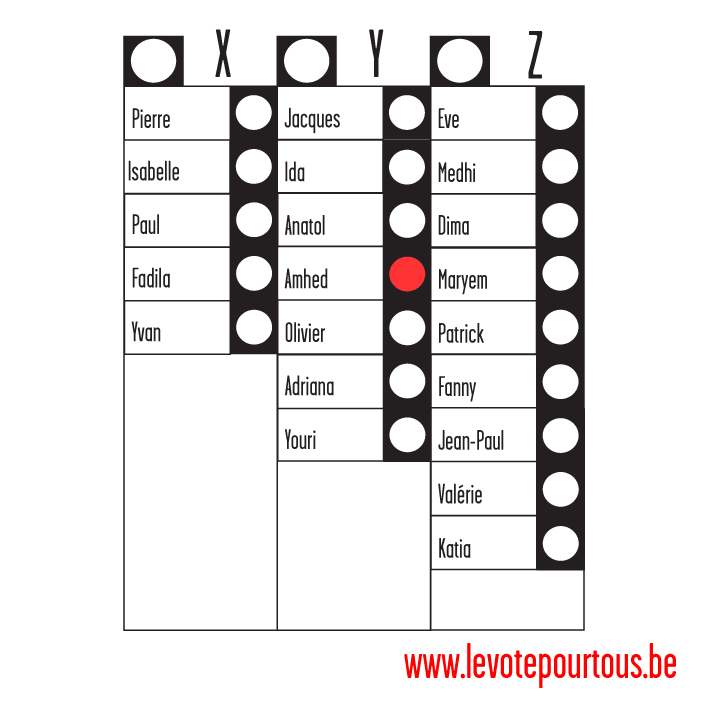 X Y Z
Pierre Jacques Eve
Isabelle Ida Medhi
Paul Anatol Dima
Fadila Amhed Maryem
Yvan Olivier Patrick
Adriana Fanny
Youri Jean-Paul
Valérie
Katia
www.levotepourtous.be